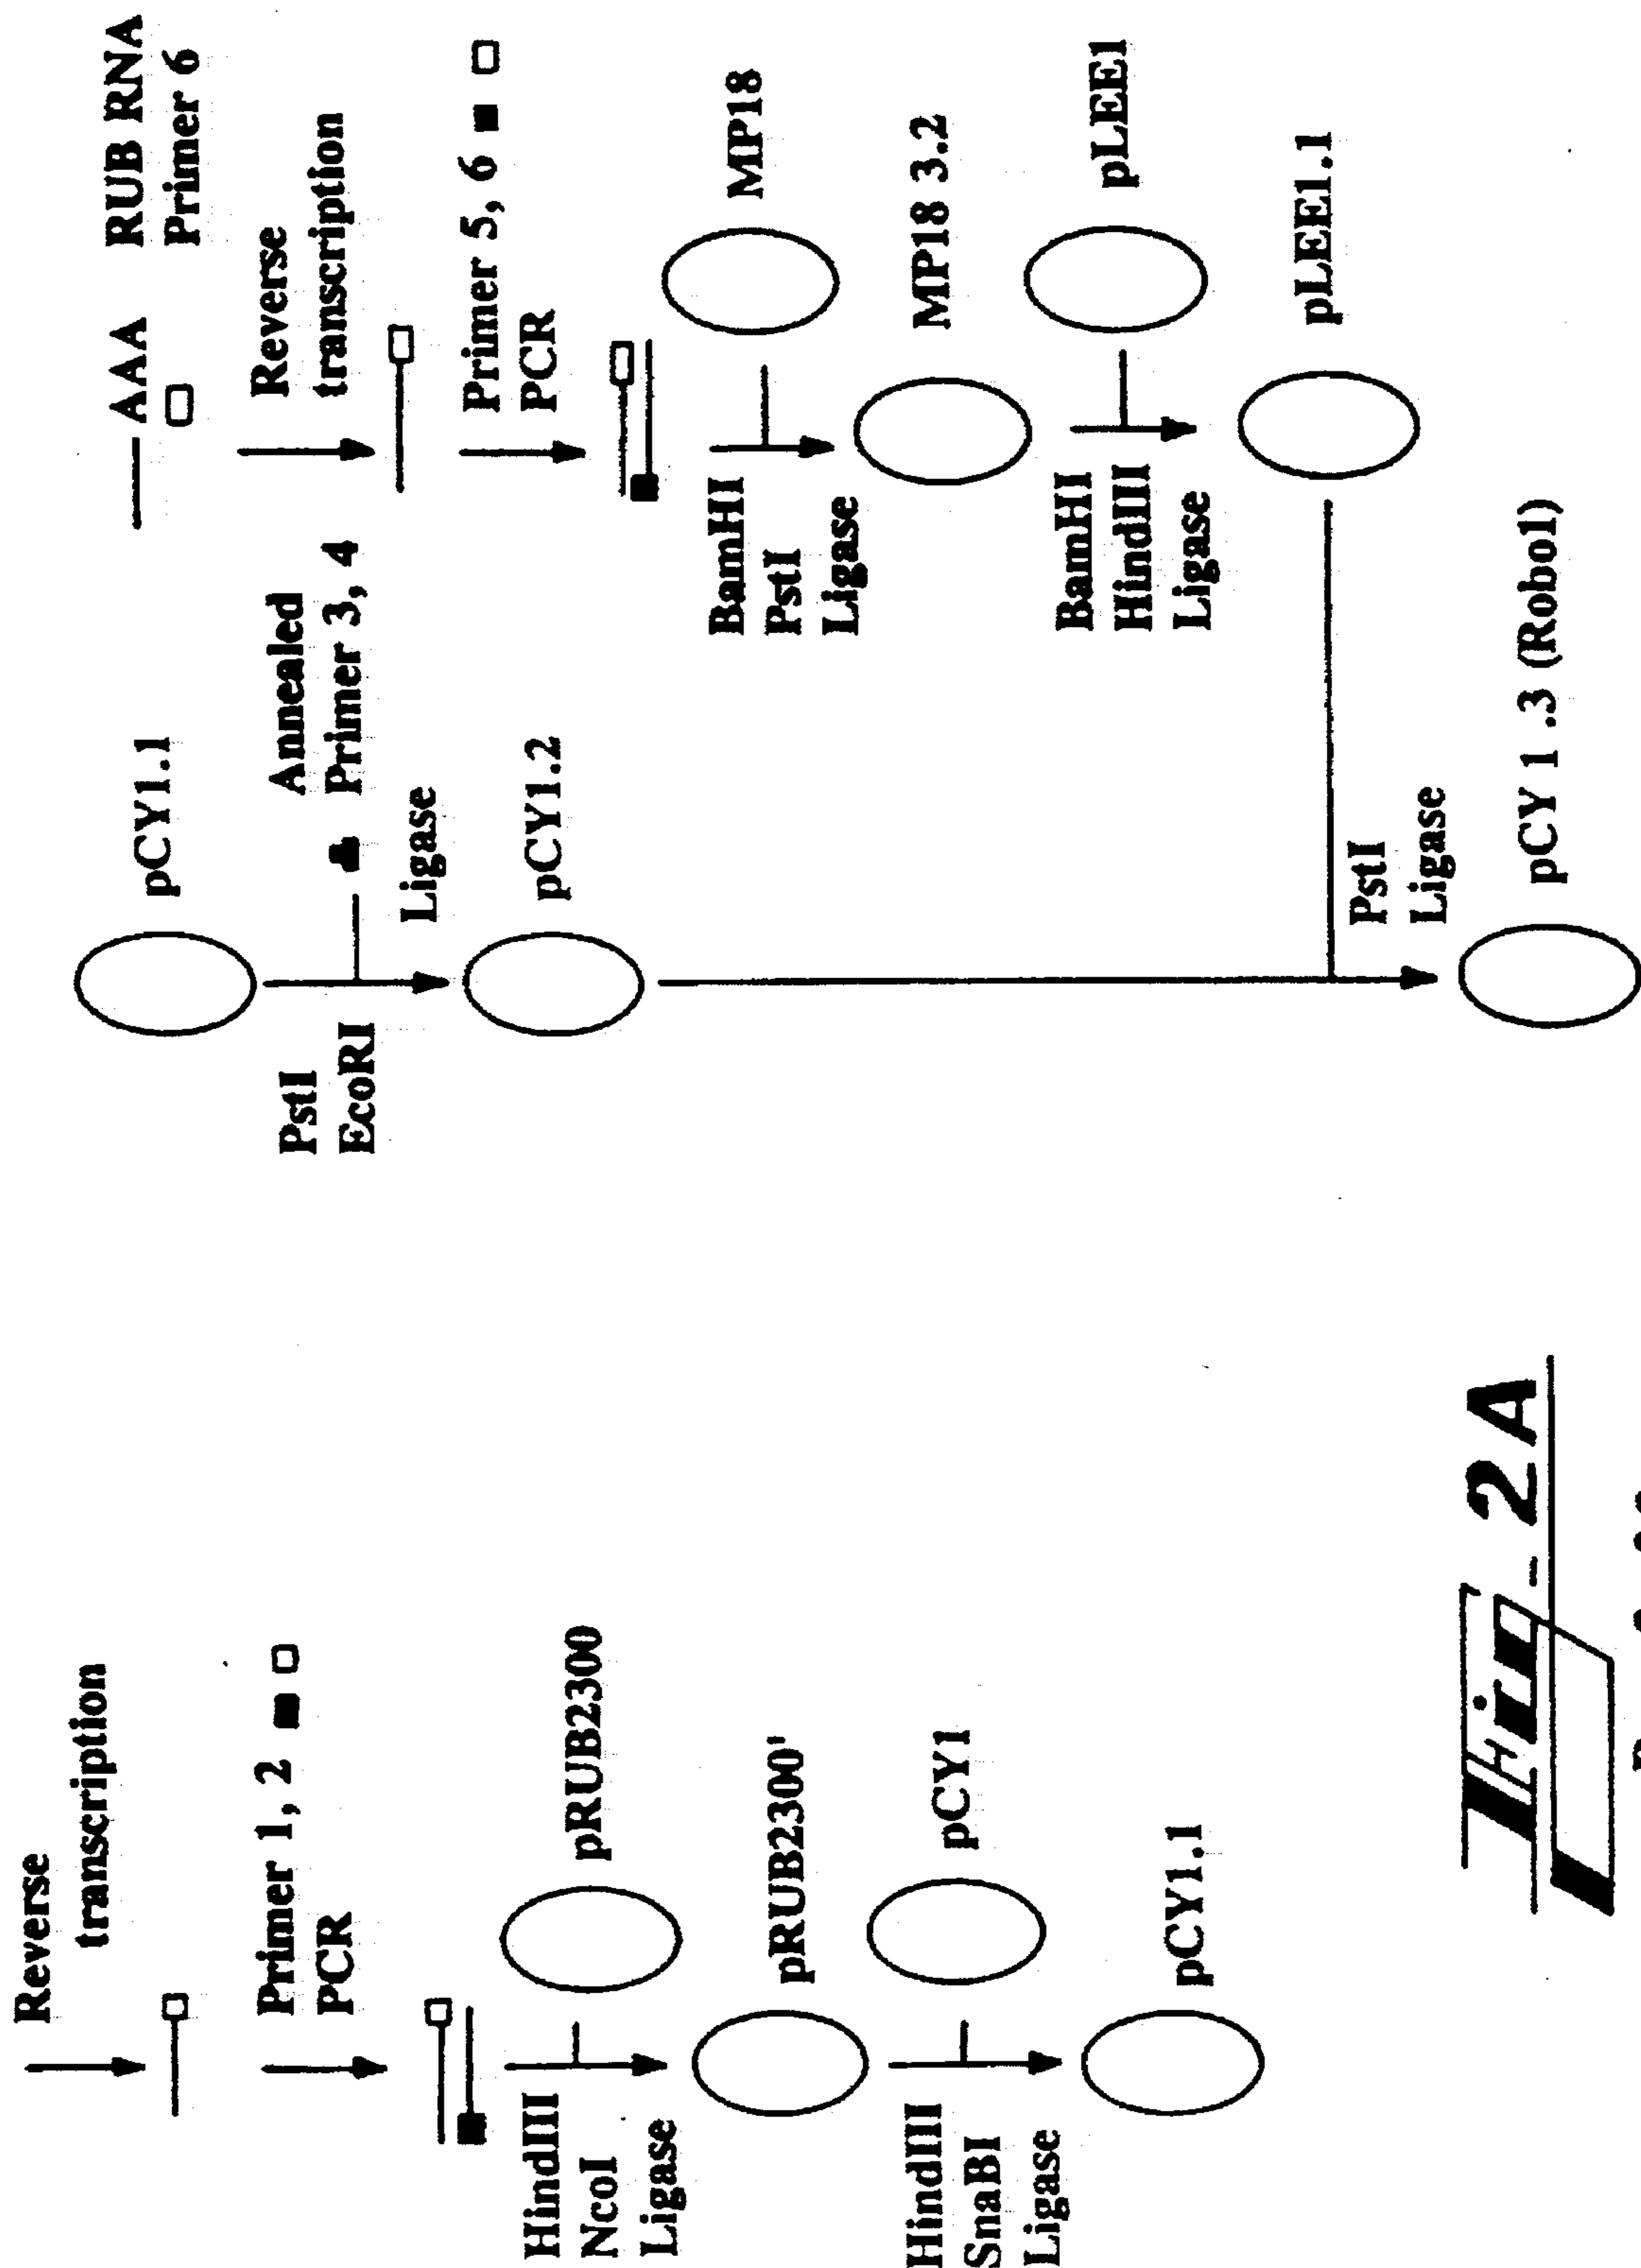 Reverse
transcription
Primer 1, 2
PCR
HindIII
NcoI
Ligase
pRUB2300
pRUB2300'
HindIII
SnaBI
Ligase
pCY1
pCY1.1
pCY1.1
PstI
EcoRI
Annealed
Primer 3, 4
Ligase
pCY1.2
AAA RUB RNA
Primer 6
Reverse
transcription
Primer 5, 6
PCR
BamHI
PstI
Ligase
MP18
MP18 3.2
BamHI
HindIII
Ligase
pLEE1
pLEE1.1
PstI
Ligase
pCY 1 .3 (Robo1)
Fig. 2A